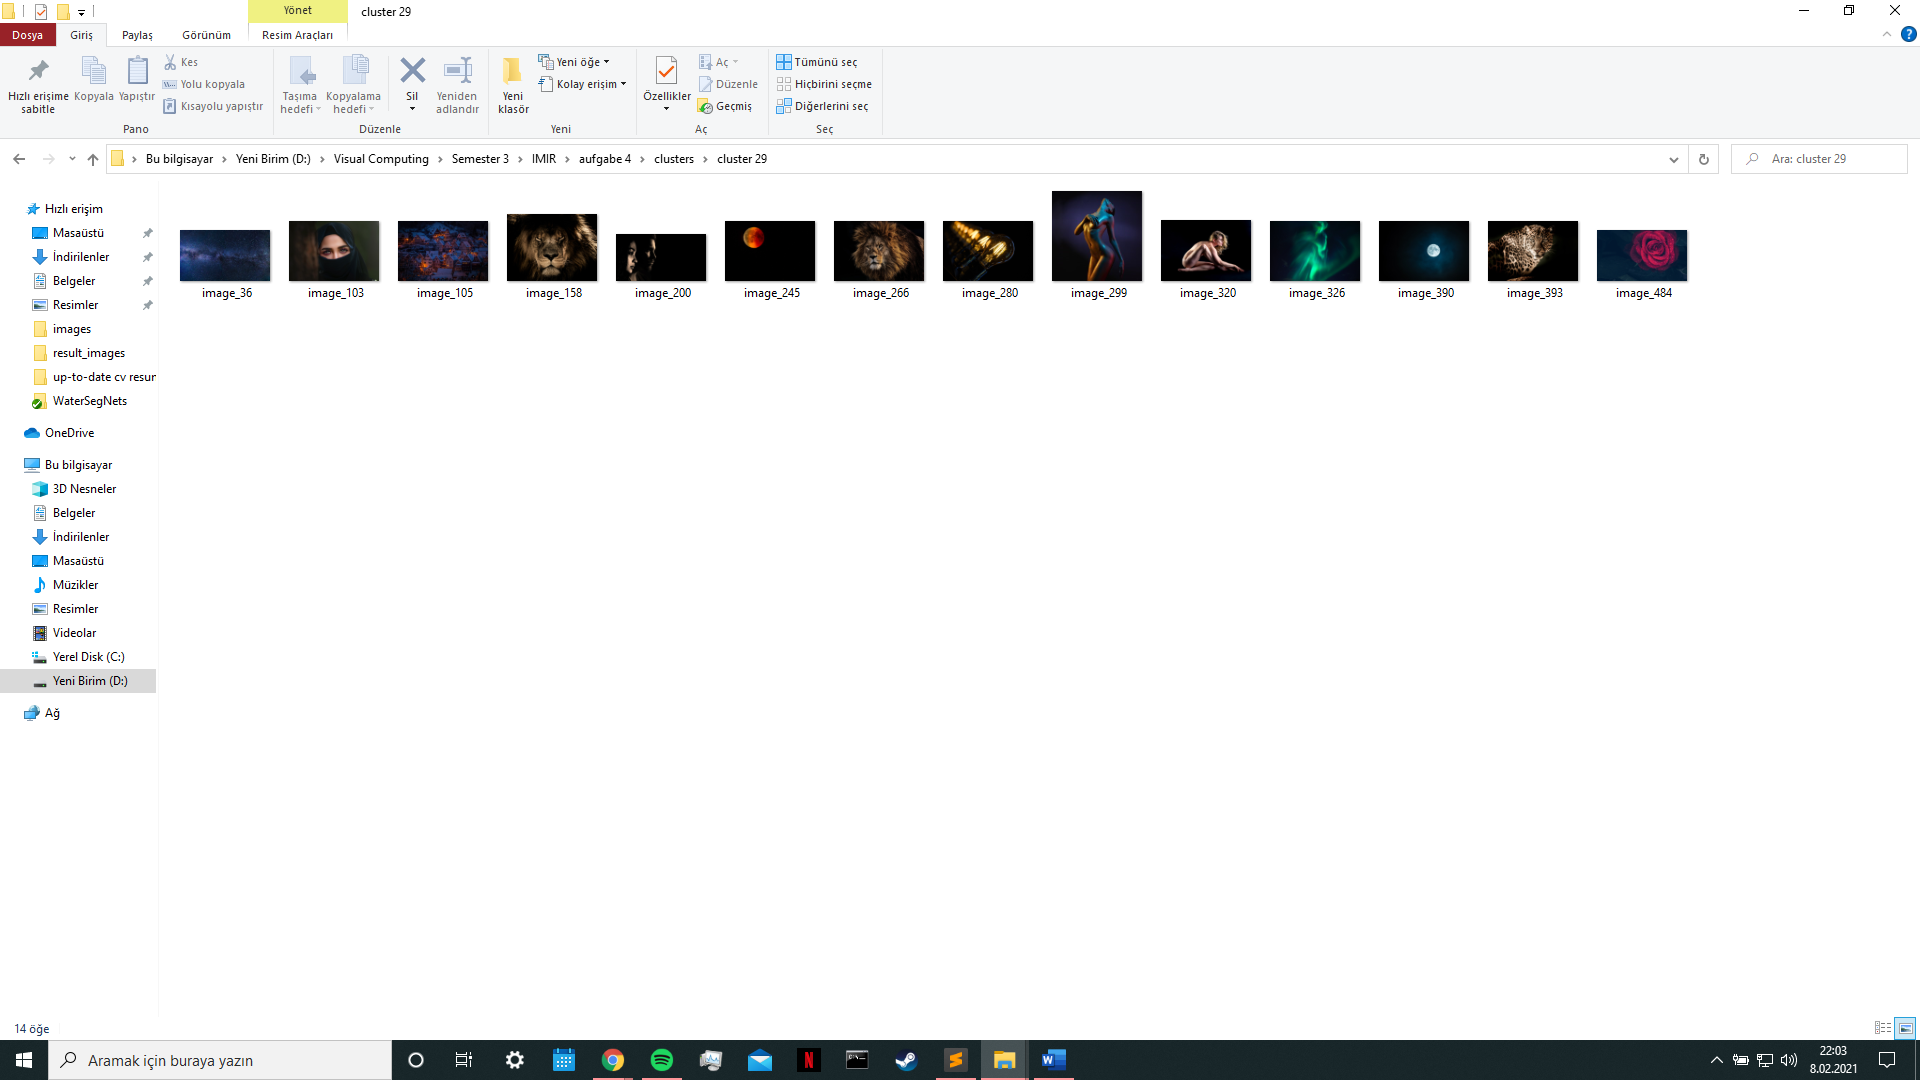 Yönet
cluster 29
Dosya
Giriş
Paylaş
Görünüm
Resim Araçları
Hızlı erişime sabitle
Kopyala
Yapıştır
Kes
Yolu kopyala
Kısayolu yapıştır
Pano
Taşıma hedefi
Kopyalama hedefi
Sil
Yeniden adlandır
Düzenle
Yeni klasör
Yeni öğe
Kolay erişim
Yeni
Özellikler
Aç
Düzenle
Geçmiş
Aç
Tümünü seç
Hiçbirini seçme
Diğerlerini seç
Seç
Bu bilgisayar
Yeni Birim (D:)
Visual Computing
Semester 3
IMIR
aufgabe 4
clusters
cluster 29
Ara: cluster 29
Hızlı erişim
Masaüstü
İndirilenler
Belgeler
Resimler
images
result_images
up-to-date cv resur
WaterSegNets
OneDrive
Bu bilgisayar
3D Nesneler
Belgeler
İndirilenler
Masaüstü
Müzikler
Resimler
Videolar
Yerel Disk (C:)
Yeni Birim (D:)
Ağ
image_36
image_103
image_105
image_158
image_200
image_245
image_266
image_280
image_299
image_320
image_326
image_390
image_393
image_484
14 öğe
Aramak için buraya yazın
22:03
8.02.2021